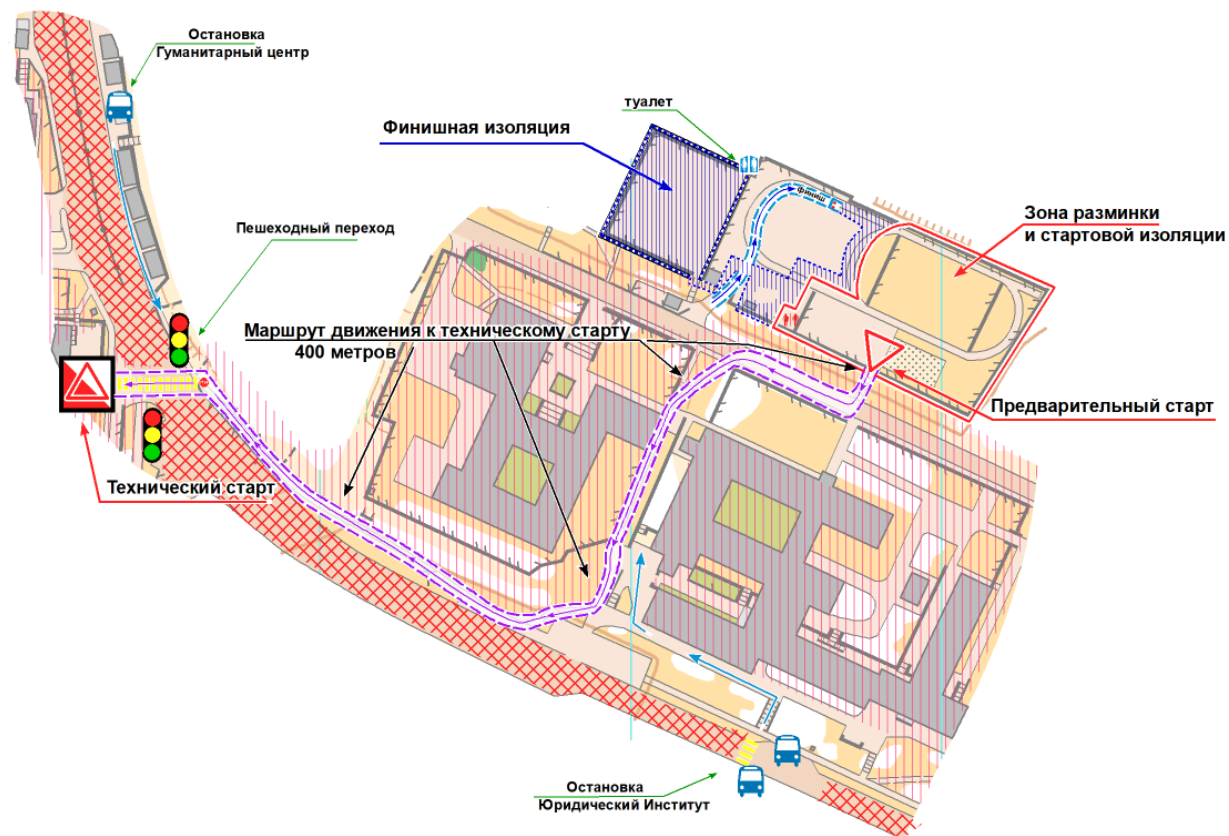 Остановка
Гуманитарный центр
туалет
Финишная изоляция
финиш
Зона разминки
и стартовой изоляции
Пешеходный переход
Маршрут движения к техническому старту
400 метров
Предварительный старт
Технический старт
Остановка
Юридический Институт